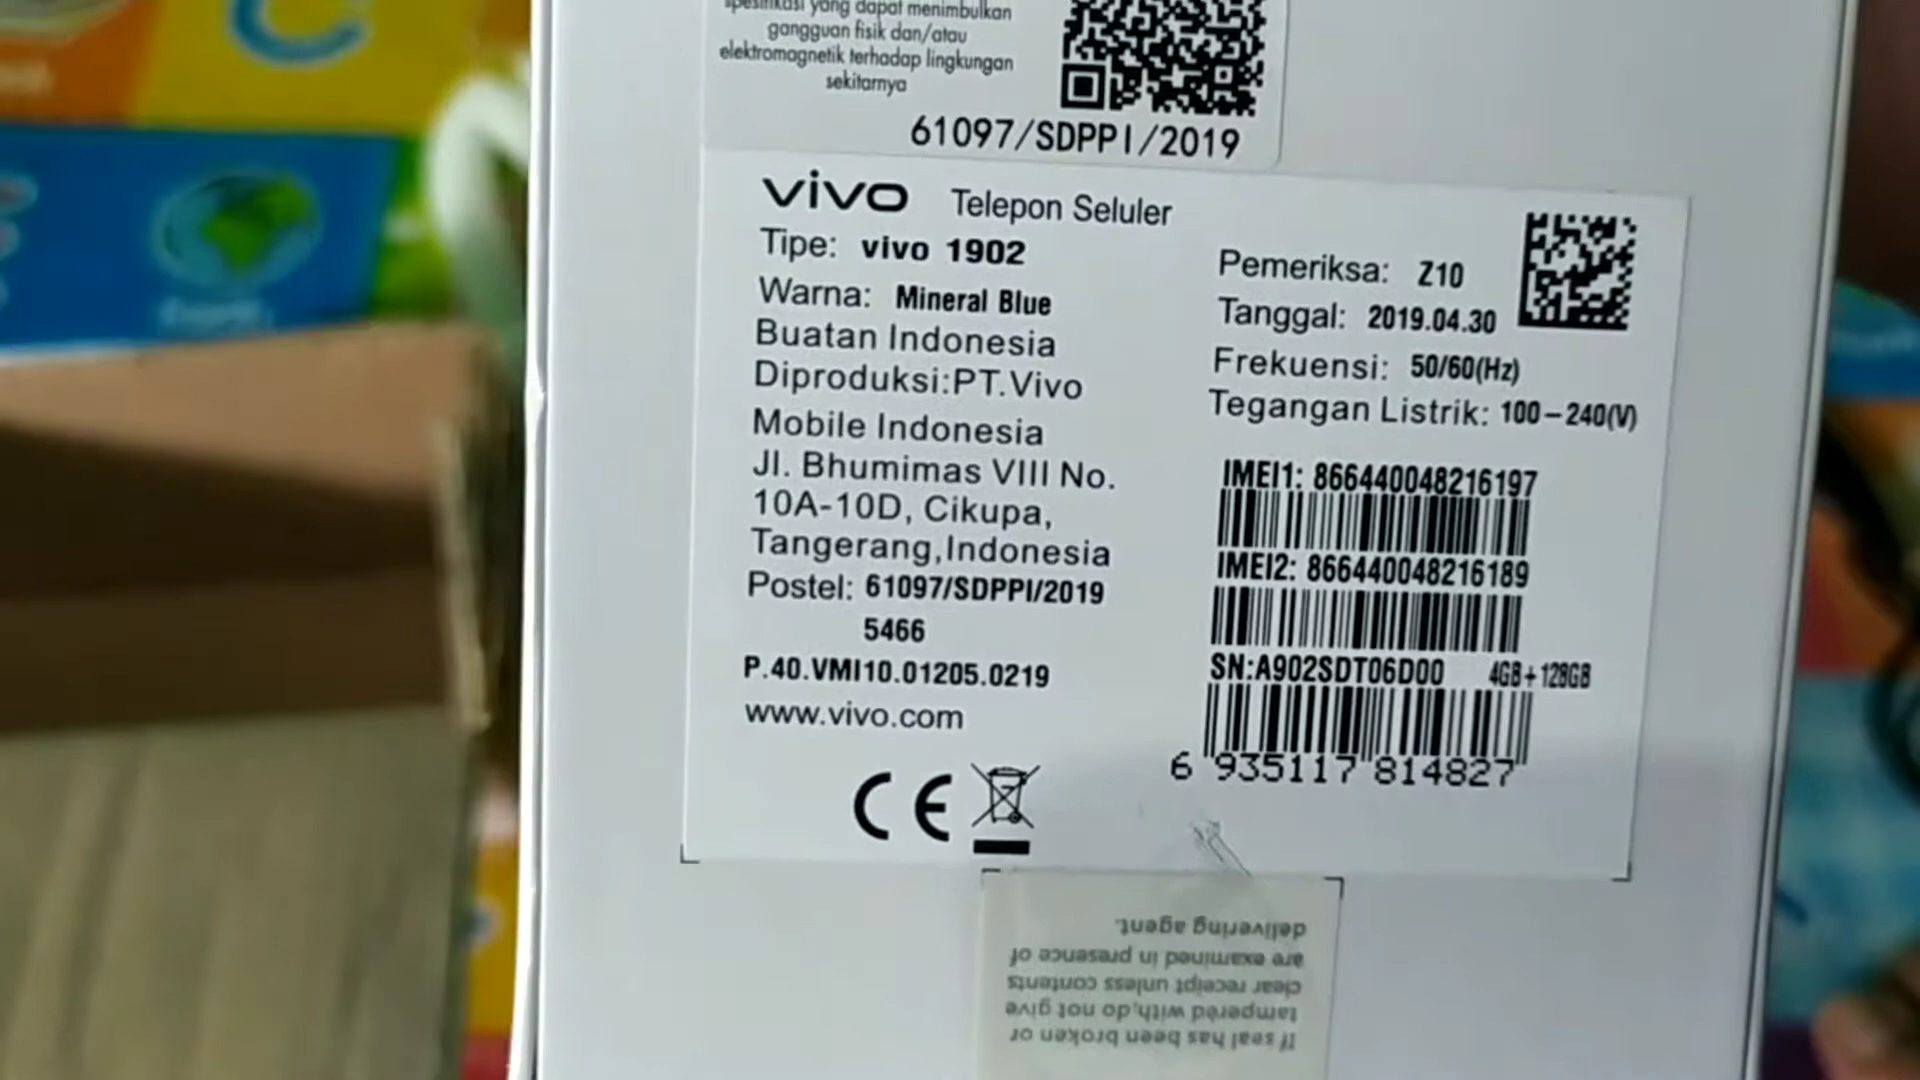 spesifikasi yang dapat menimbulkan
gangguan fisik dan/atau
elektromagnetik terhadap lingkungan
sekitarnya
61097/SDPPI/2019
vivo Telepon Seluler
Tipe: vivo 1902
Warna: Mineral Blue
Buatan Indonesia
Diproduksi:PT.Vivo
Mobile Indonesia
Jl. Bhumimas VIII No.
10A-10D, Cikupa,
Tangerang,Indonesia
Postel: 61097/SDPPI/2019
5466
P.40.VMI10.01205.0219
www.vivo.com
CE
Pemeriksa: Z10
Tanggal: 2019.04.30
Frekuensi: 50/60(Hz)
Tegangan Listrik: 100-240(V)
IMEI1: 866440048216197
IMEI2: 866440048216189
SN:A902SDT06D00 4GB+128GB
6 935117 814827
If seal has been broken or
tampered with,do not give
clear receipt unless contents
are examined in presence of
delivering agent.